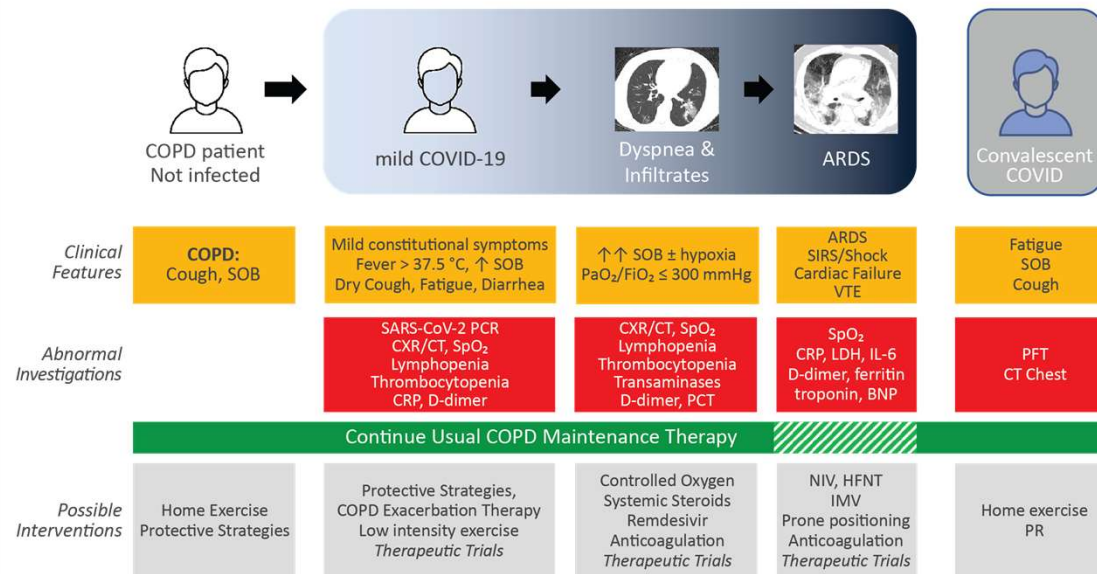 COPD patient
Not infected
mild COVID-19
Dyspnea &
Infiltrates
ARDS
Convalescent
COVID
Clinical
Features
COPD:
Cough, SOB
Mild constitutional symptoms
Fever > 37.5 °C, ↑ SOB
Dry Cough, Fatigue, Diarrhea
↑↑ SOB ± hypoxia
PaO₂/FiO₂ ≤ 300 mmHg
ARDS
SIRS/Shock
Cardiac Failure
VTE
Fatigue
SOB
Cough
Abnormal
Investigations
SARS-CoV-2 PCR
CXR/CT, SpO₂
Lymphopenia
Thrombocytopenia
CRP, D-dimer
CXR/CT, SpO₂
Lymphopenia
Thrombocytopenia
Transaminases
D-dimer, PCT
SpO₂
CRP, LDH, IL-6
D-dimer, ferritin
troponin, BNP
PFT
CT Chest
Continue Usual COPD Maintenance Therapy
Possible
Interventions
Home Exercise
Protective Strategies
Protective Strategies,
COPD Exacerbation Therapy
Low intensity exercise
Therapeutic Trials
Controlled Oxygen
Systemic Steroids
Remdesivir
Anticoagulation
Therapeutic Trials
NIV, HFNT
IMV
Prone positioning
Anticoagulation
Therapeutic Trials
Home exercise
PR